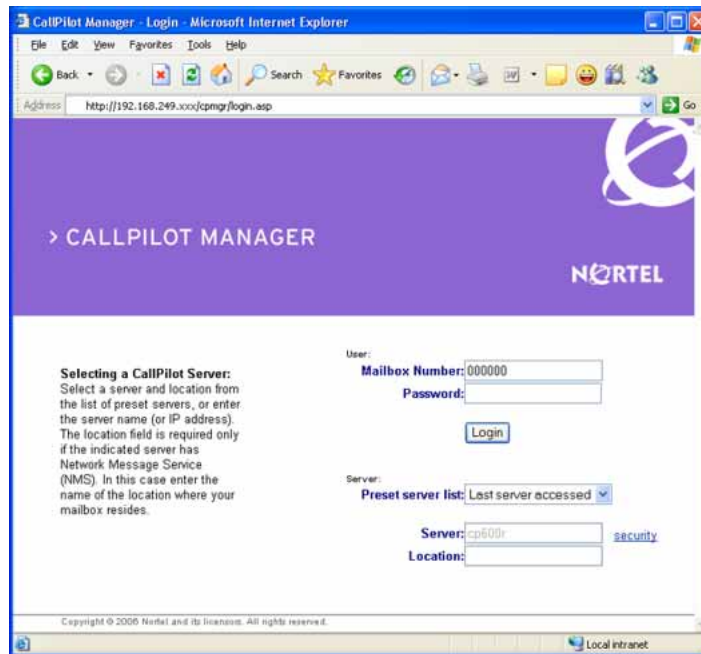 CallPilot Manager - Login - Microsoft Internet Explorer
File Edit View Favorites Tools Help
Back Search Favorites
Address http://192.168.249.xxx/cpmgr/login.asp Go
> CALLPILOT MANAGER
NORTEL
User:
Mailbox Number: 000000
Password:
Login
Selecting a CallPilot Server:
Select a server and location from
the list of preset servers, or enter
the server name (or IP address).
The location field is required only
if the indicated server has
Network Message Service
(NMS). In this case enter the
name of the location where your
mailbox resides.
Server:
Preset server list: Last server accessed
Server: cp600r security
Location:
Copyright © 2006 Nortel and its licensors. All rights reserved.
Local intranet